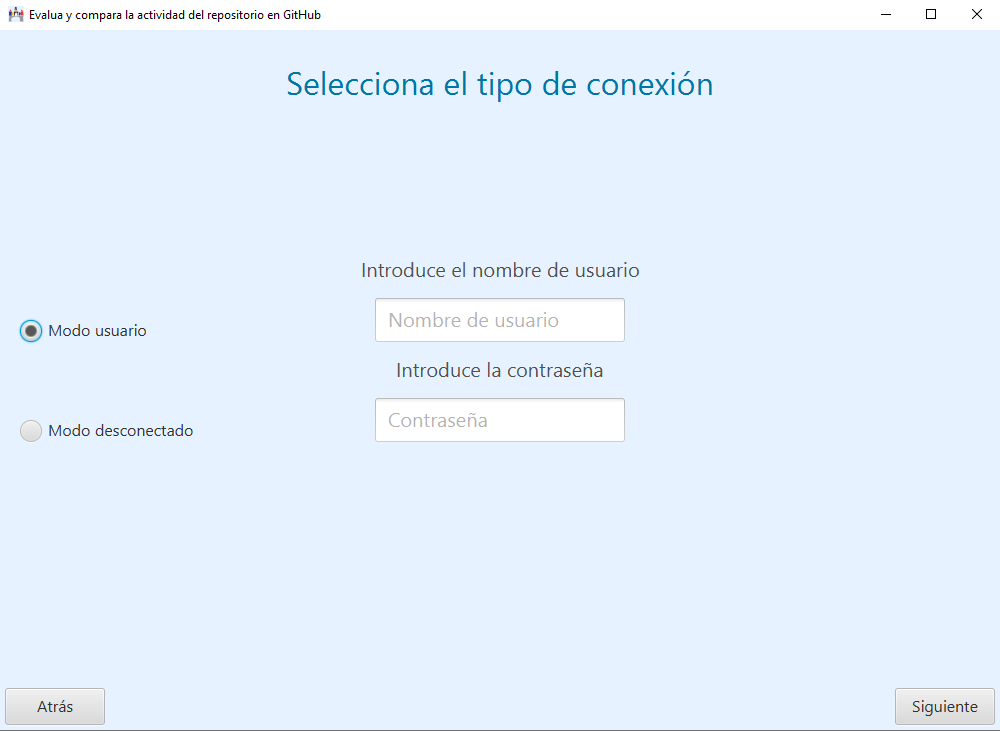 Evalua y compara la actividad del repositorio en GitHub
Selecciona el tipo de conexión
Introduce el nombre de usuario
Modo usuario
Nombre de usuario
Introduce la contraseña
Modo desconectado
Contraseña
Atrás
Siguiente